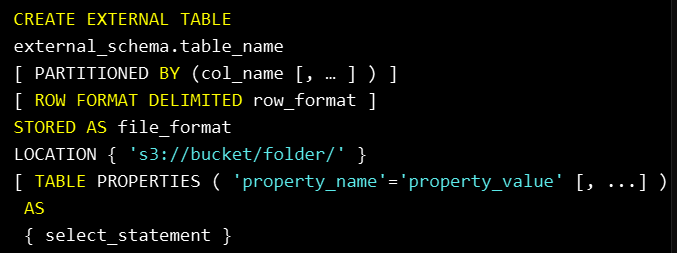 CREATE EXTERNAL TABLE
external_schema.table_name
[ PARTITIONED BY (col_name [, … ] ) ]
[ ROW FORMAT DELIMITED row_format ]
STORED AS file_format
LOCATION { 's3://bucket/folder/' }
[ TABLE PROPERTIES ( 'property_name'='property_value' [, ...] )
AS
{ select_statement }